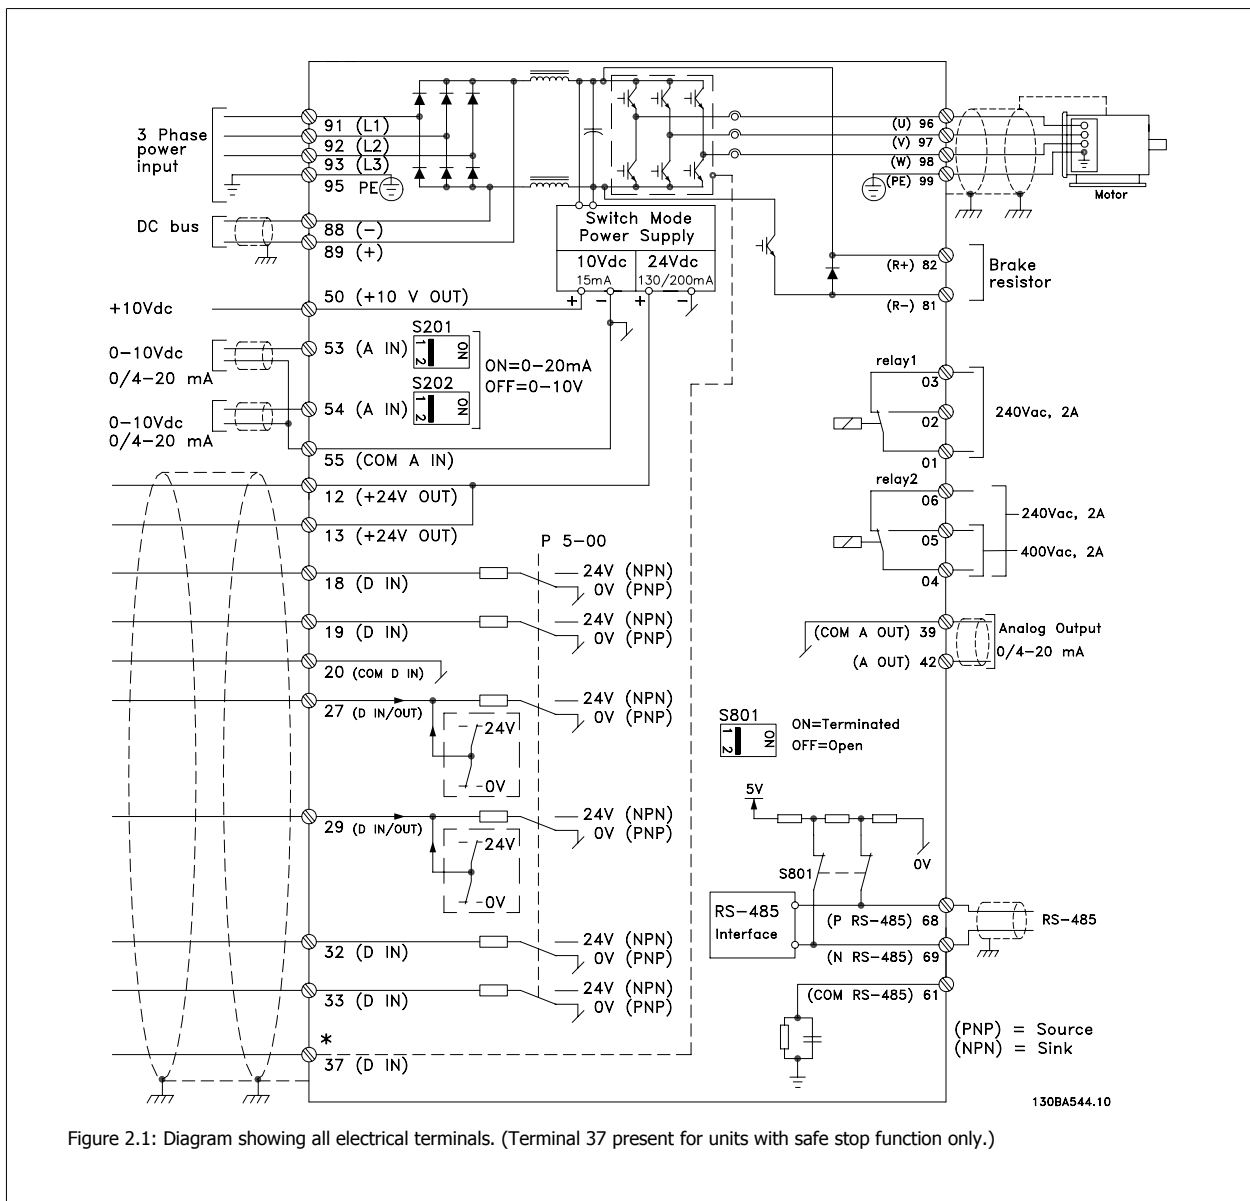 3 Phase
power
input
91 (L1)
92 (L2)
93 (L3)
95 PE
DC bus
88 (-)
89 (+)
Switch Mode
Power Supply
10Vdc
15mA
24Vdc
130/200mA
+ - + -
+10Vdc
50 (+10 V OUT)
0-10Vdc
0/4-20 mA
53 (A IN)
S201
1 2 ON
ON=0-20mA
OFF=0-10V
S202
1 2 ON
0-10Vdc
0/4-20 mA
54 (A IN)
55 (COM A IN)
12 (+24V OUT)
13 (+24V OUT)
P 5-00
18 (D IN)
24V (NPN)
0V (PNP)
19 (D IN)
24V (NPN)
0V (PNP)
20 (COM D IN)
27 (D IN/OUT)
24V (NPN)
0V (PNP)
24V
0V
29 (D IN/OUT)
24V (NPN)
0V (PNP)
24V
0V
32 (D IN)
24V (NPN)
0V (PNP)
33 (D IN)
24V (NPN)
0V (PNP)
*
37 (D IN)
(U) 96
(V) 97
(W) 98
(PE) 99
Motor
(R+) 82
Brake
resistor
(R-) 81
relay1
03
02
01
240Vac, 2A
relay2
06
05
04
240Vac, 2A
400Vac, 2A
(COM A OUT) 39
(A OUT) 42
Analog Output
0/4-20 mA
S801
1 2 ON
ON=Terminated
OFF=Open
5V
S801
0V
RS-485
Interface
(P RS-485) 68
(N RS-485) 69
RS-485
(COM RS-485) 61
(PNP) = Source
(NPN) = Sink
130BA544.10
Figure 2.1: Diagram showing all electrical terminals. (Terminal 37 present for units with safe stop function only.)